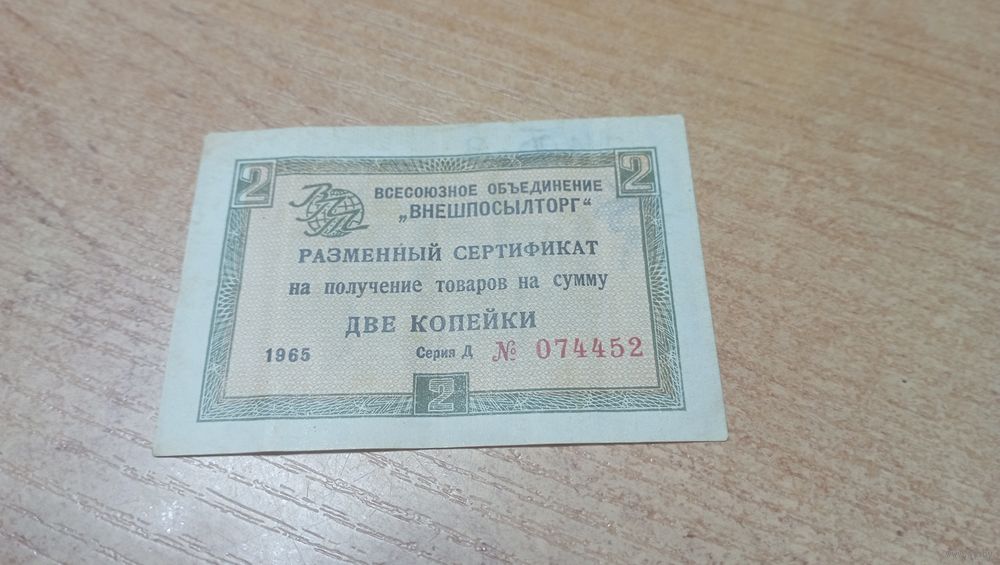 2 2
ВСЕСОЮЗНОЕ ОБЪЕДИНЕНИЕ
„ВНЕШПОСЫЛТОРГ“
РАЗМЕННЫЙ СЕРТИФИКАТ
на получение товаров на сумму
ДВЕ КОПЕЙКИ
1965 Серия Д № 074452
2